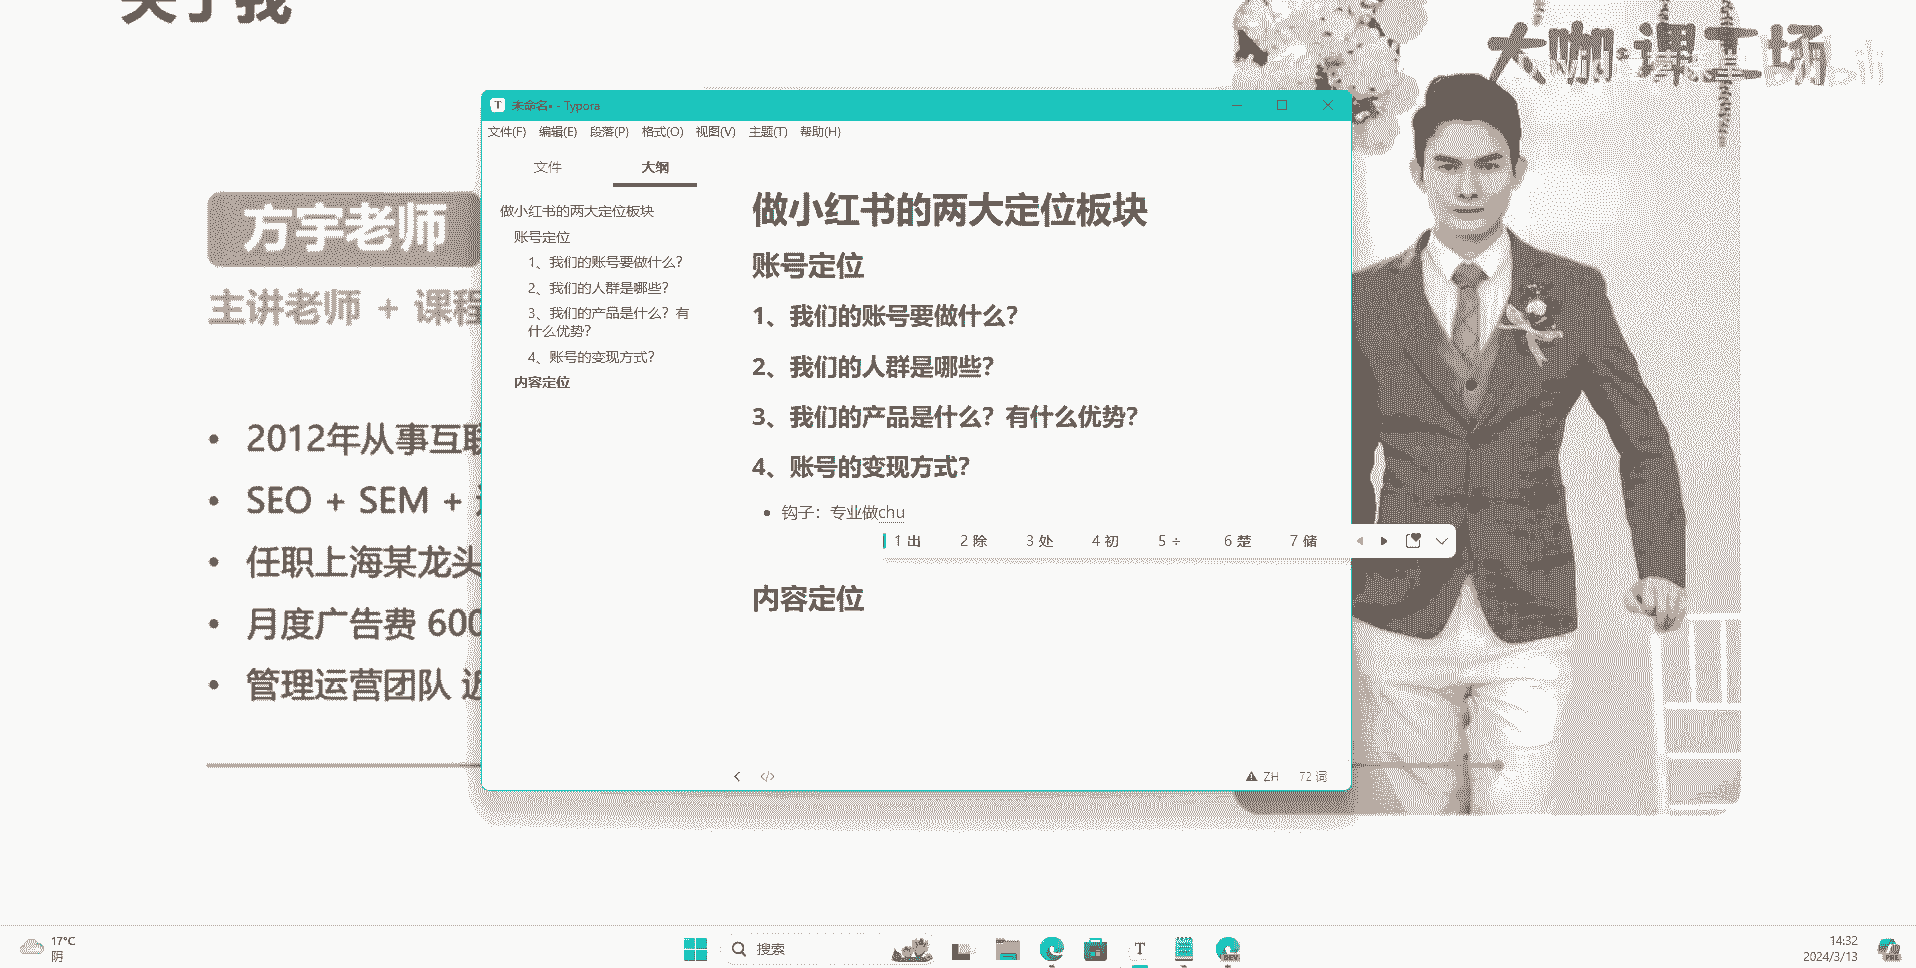 关于我
大咖·课工场
bilibili
方宇老师
主讲老师 + 课程
2012年从事互联
SEO + SEM +
任职上海某龙头
月度广告费 600
管理运营团队 近
未命名• - Typora
文件(F) 编辑(E) 段落(P) 格式(O) 视图(V) 主题(T) 帮助(H)
文件 大纲
做小红书的两大定位板块
账号定位
1、我们的账号要做什么?
2、我们的人群是哪些?
3、我们的产品是什么？有
什么优势?
4、账号的变现方式?
内容定位
做小红书的两大定位板块
账号定位
1、我们的账号要做什么?
2、我们的人群是哪些?
3、我们的产品是什么？有什么优势?
4、账号的变现方式?
钩子：专业做chu
1 出 2 除 3 处 4 初 5 ÷ 6 楚 7 储
内容定位
ZH 72 词
17°C
阴
搜索
T
DEV
14:32
2024/3/13
PRE